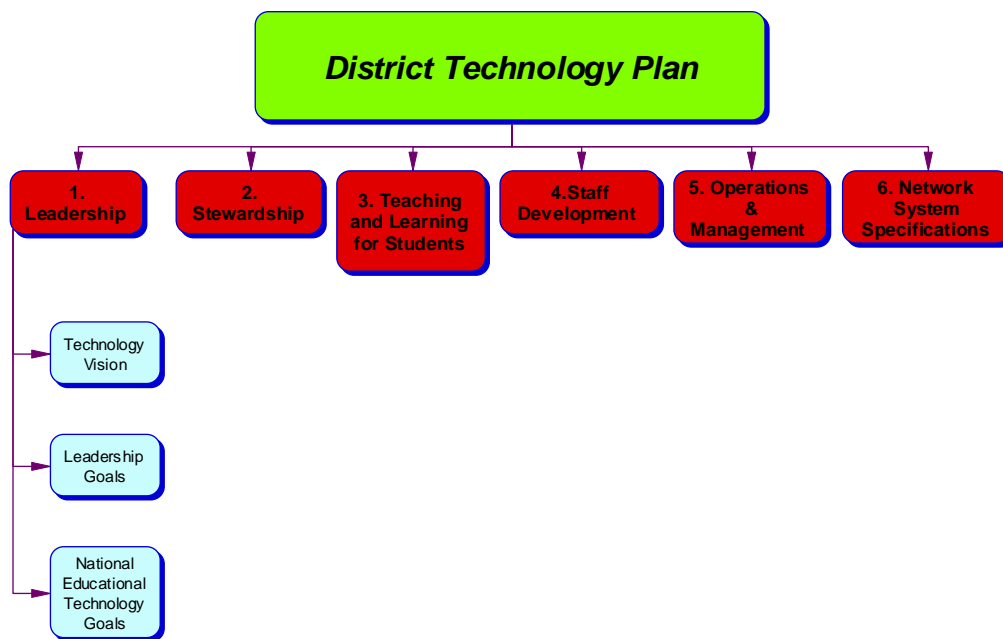 District Technology Plan
1.
Leadership
2.
Stewardship
3. Teaching
and Learning
for Students
4.Staff
Development
5. Operations
&
Management
6. Network
System
Specifications
Technology
Vision
Leadership
Goals
National
Educational
Technology
Goals